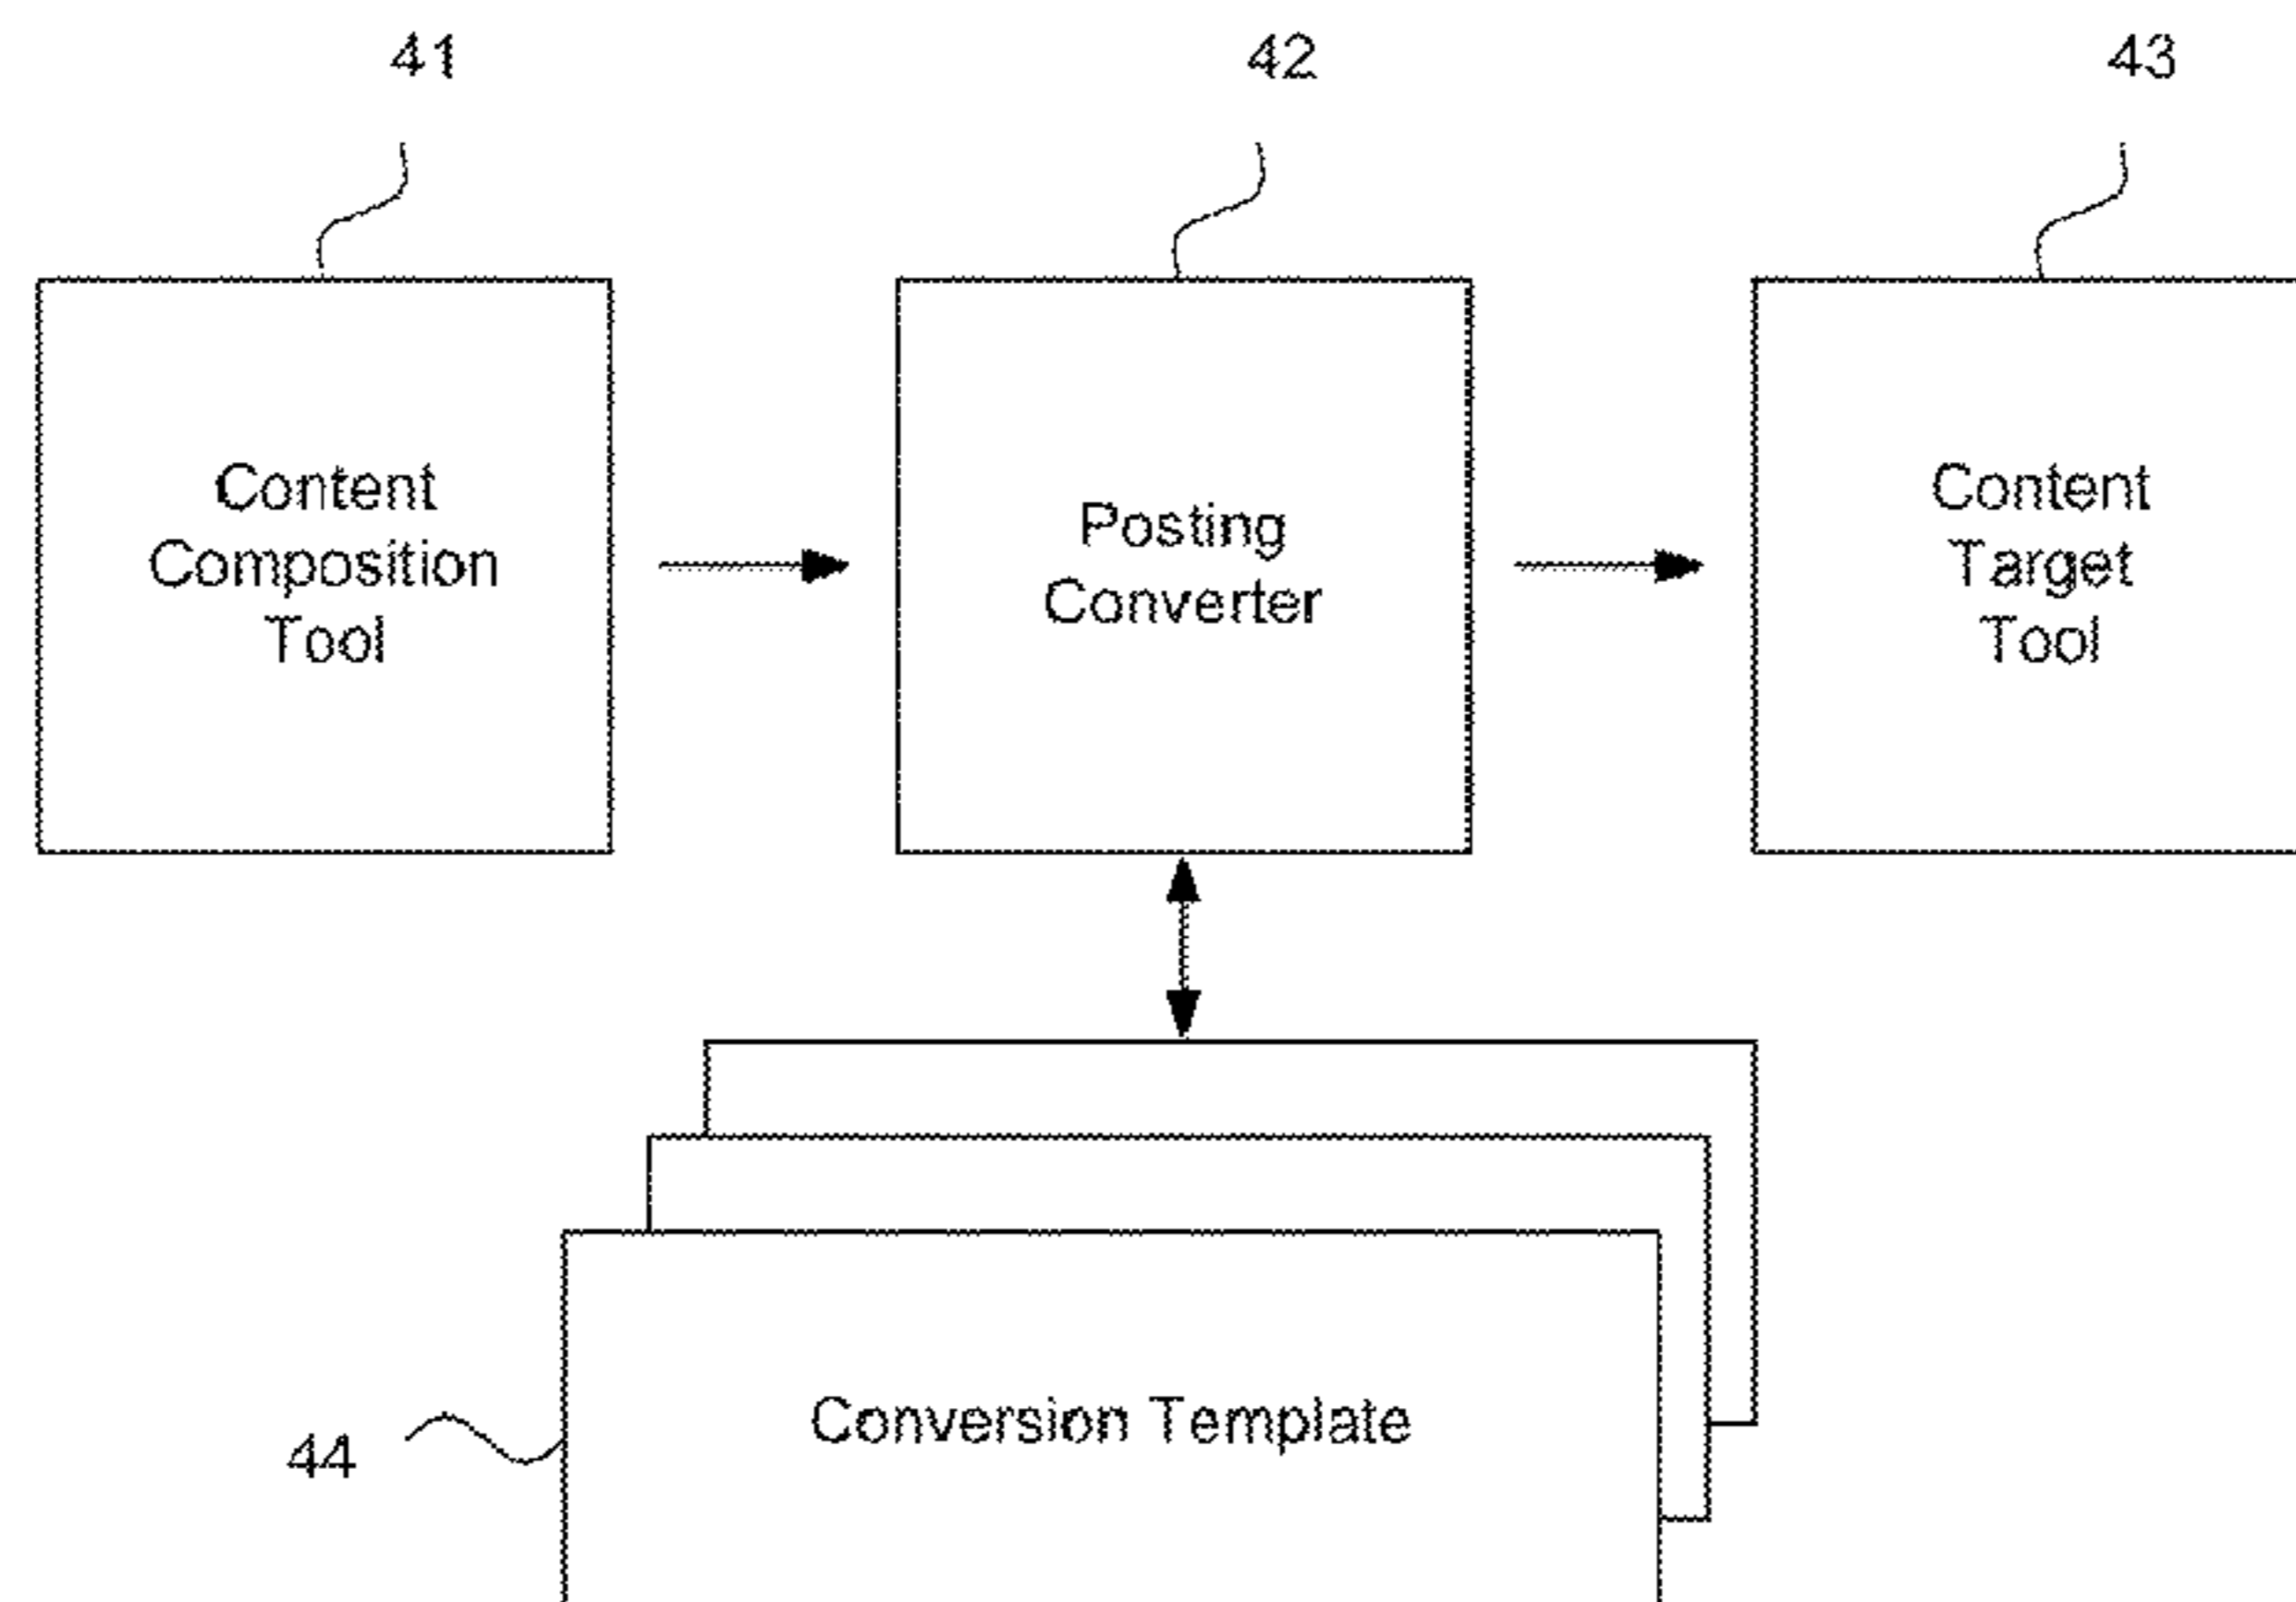 41
42
43
Content
Composition
Tool
Posting
Converter
Content
Target
Tool
Conversion Template
44